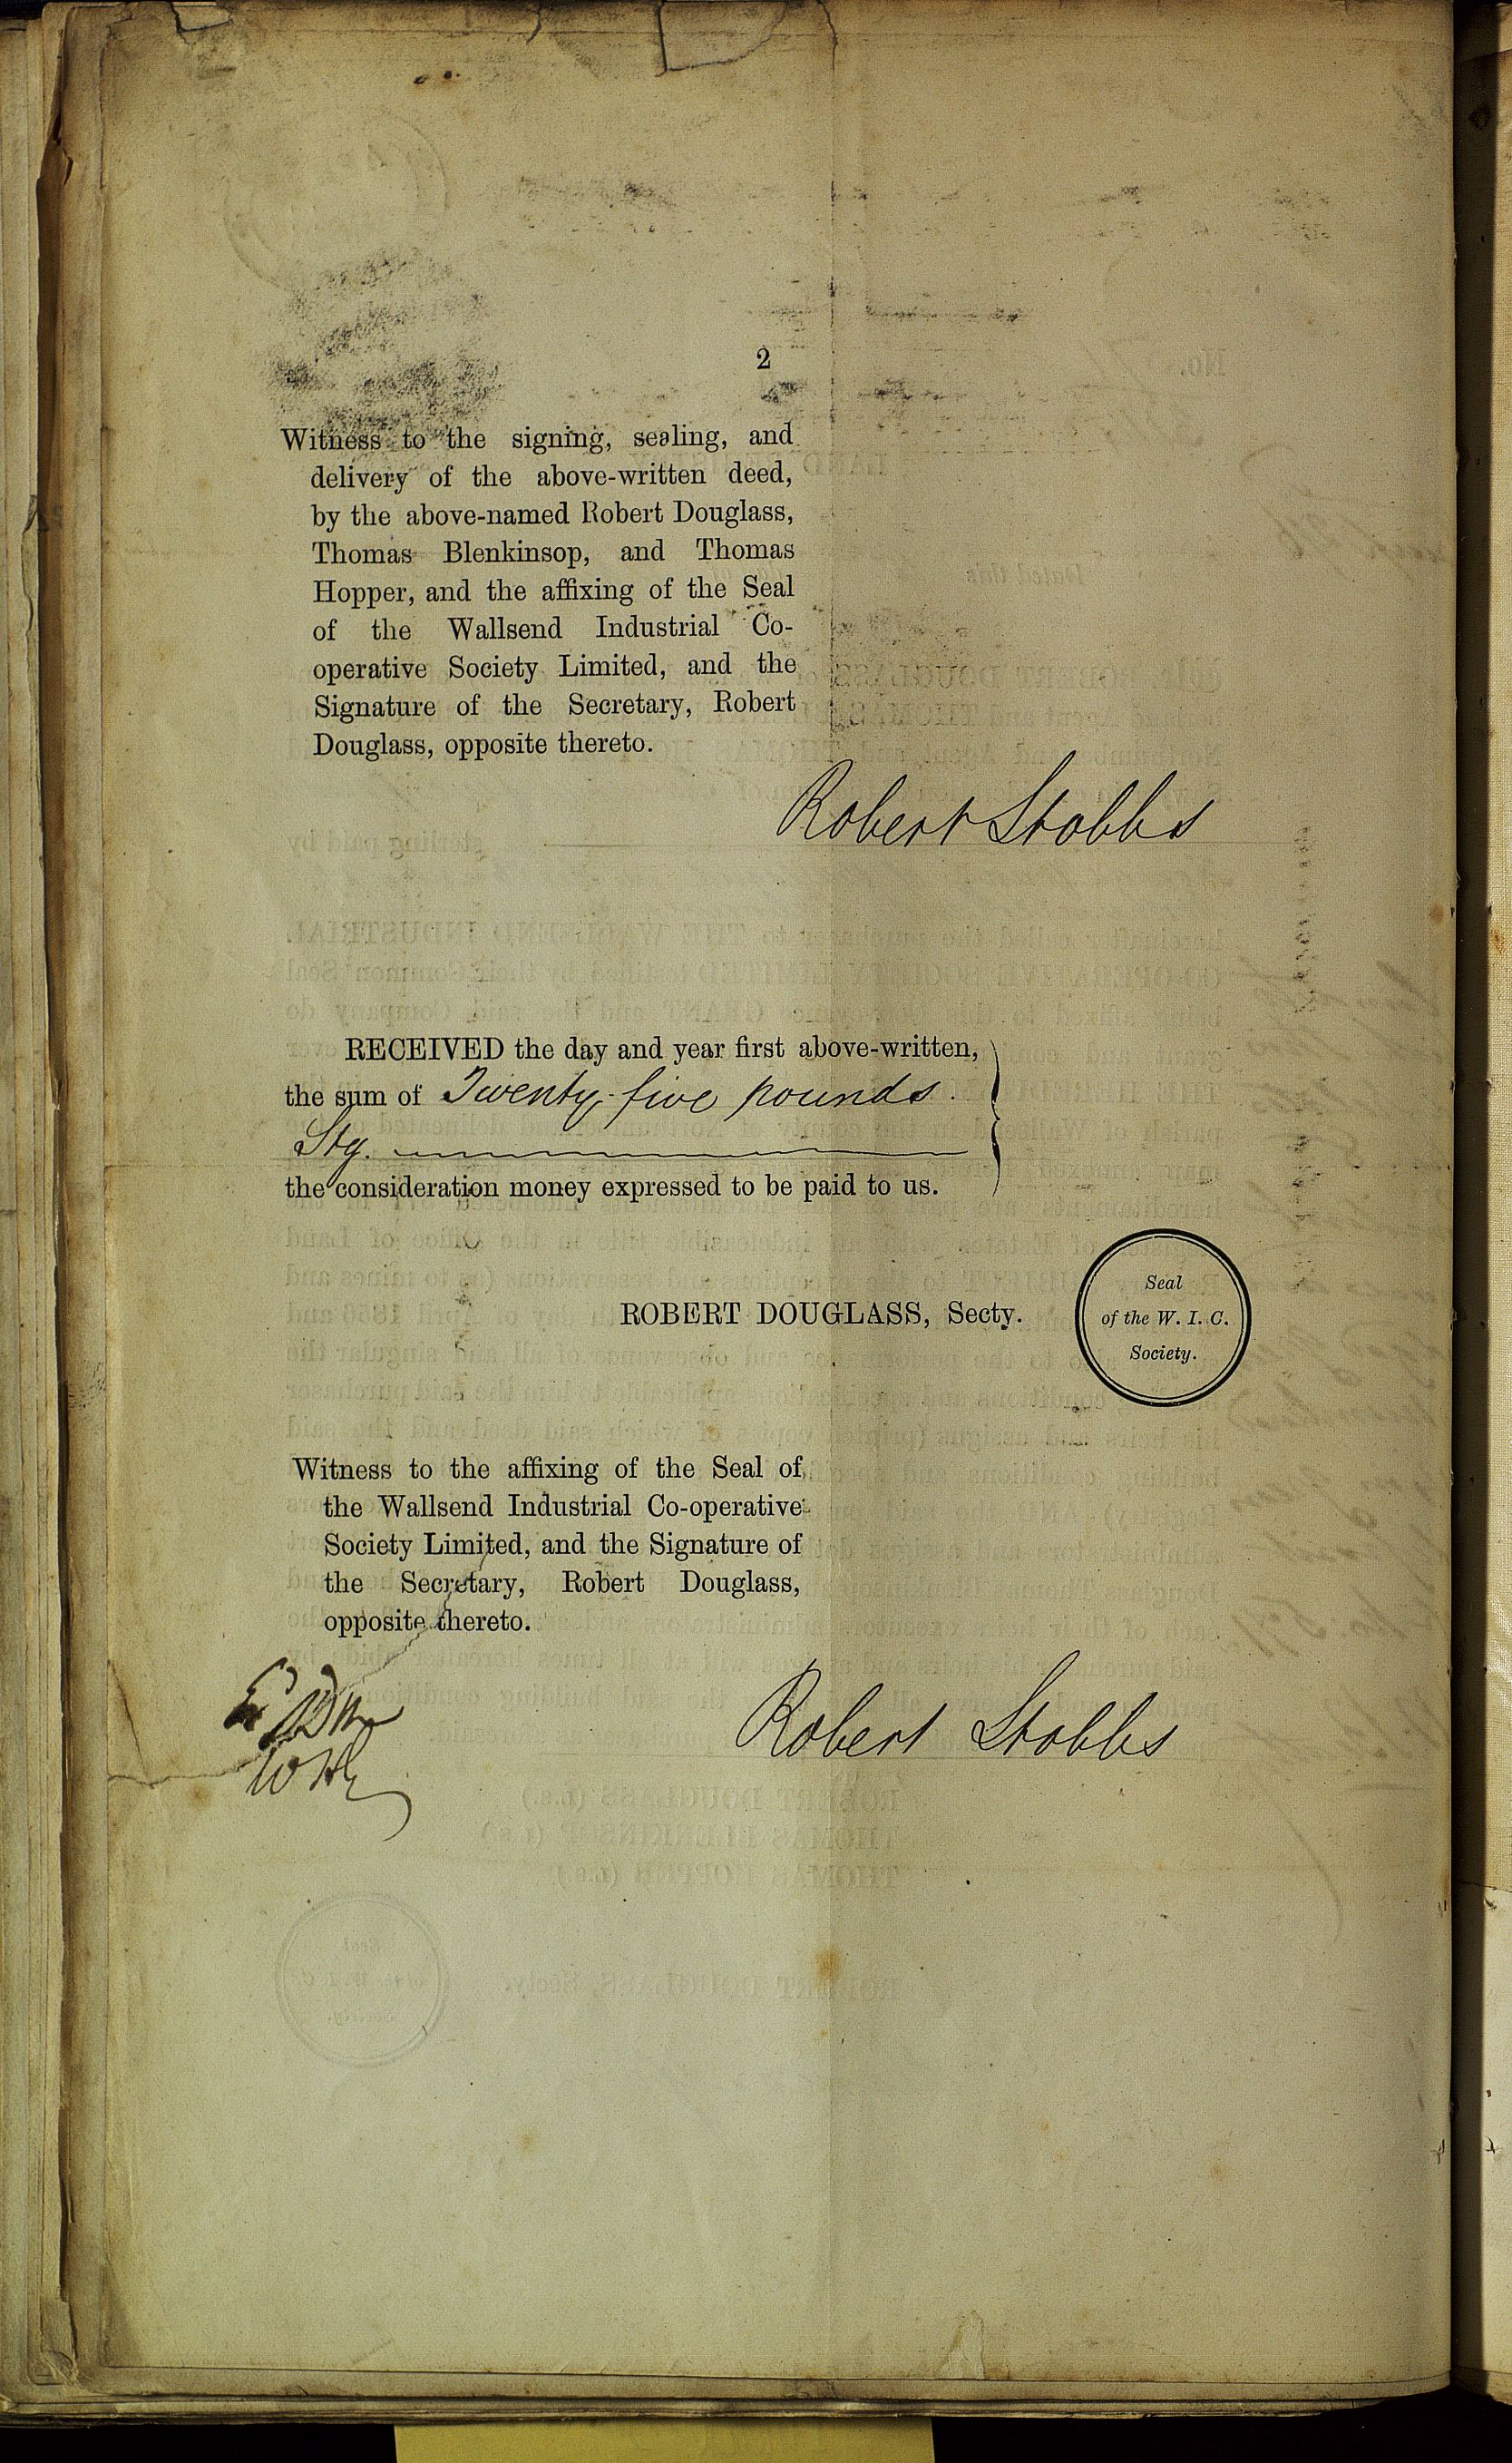 2
Witness to the signing, sealing, and
delivery of the above-written deed,
by the above-named Robert Douglass,
Thomas Blenkinsop, and Thomas
Hopper, and the affixing of the Seal
of the Wallsend Industrial Co-
operative Society Limited, and the
Signature of the Secretary, Robert
Douglass, opposite thereto.
Robert Stobbs
RECEIVED the day and year first above-written,
the sum of Twenty-five pounds.
Stg.
the consideration money expressed to be paid to us.
ROBERT DOUGLASS, Secty.
Seal
of the W. I. C.
Society.
Witness to the affixing of the Seal of
the Wallsend Industrial Co-operative
Society Limited, and the Signature of
the Secretary, Robert Douglass,
opposite thereto.
Robert Stobbs